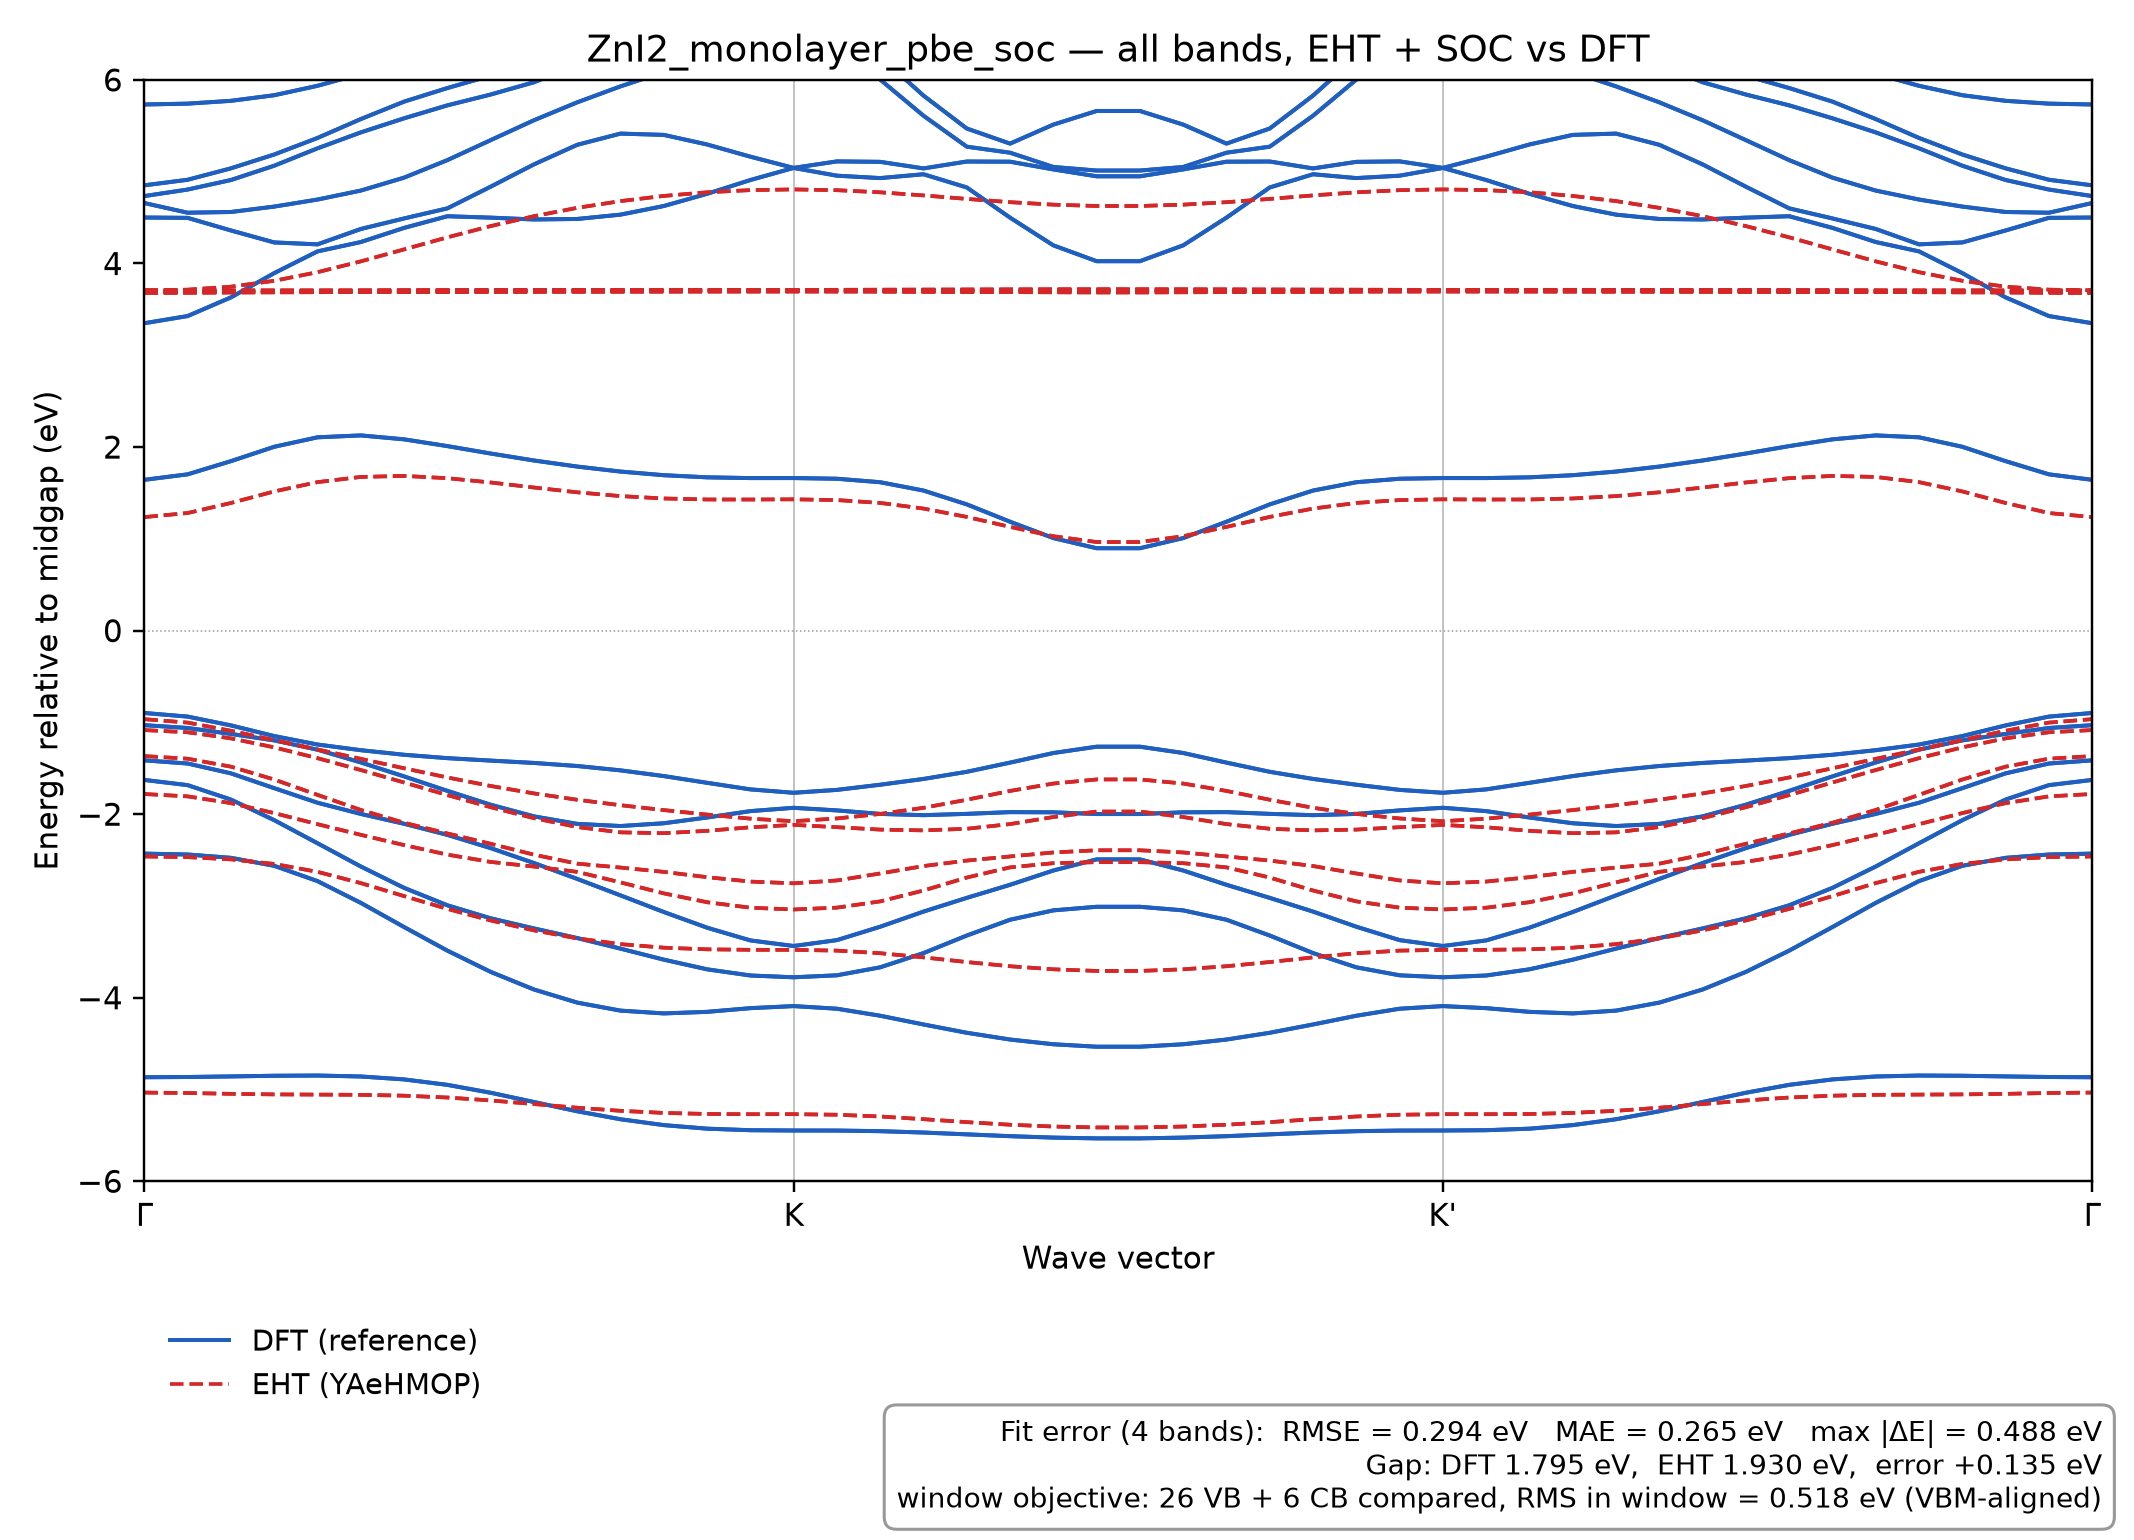 ZnI2_monolayer_pbe_soc — all bands, EHT + SOC vs DFT
Energy relative to midgap (eV)
6
4
2
0
−2
−4
−6
Γ K K' Γ
Wave vector
DFT (reference)
EHT (YAeHMOP)
Fit error (4 bands): RMSE = 0.294 eV MAE = 0.265 eV max |ΔE| = 0.488 eV
Gap: DFT 1.795 eV, EHT 1.930 eV, error +0.135 eV
window objective: 26 VB + 6 CB compared, RMS in window = 0.518 eV (VBM-aligned)